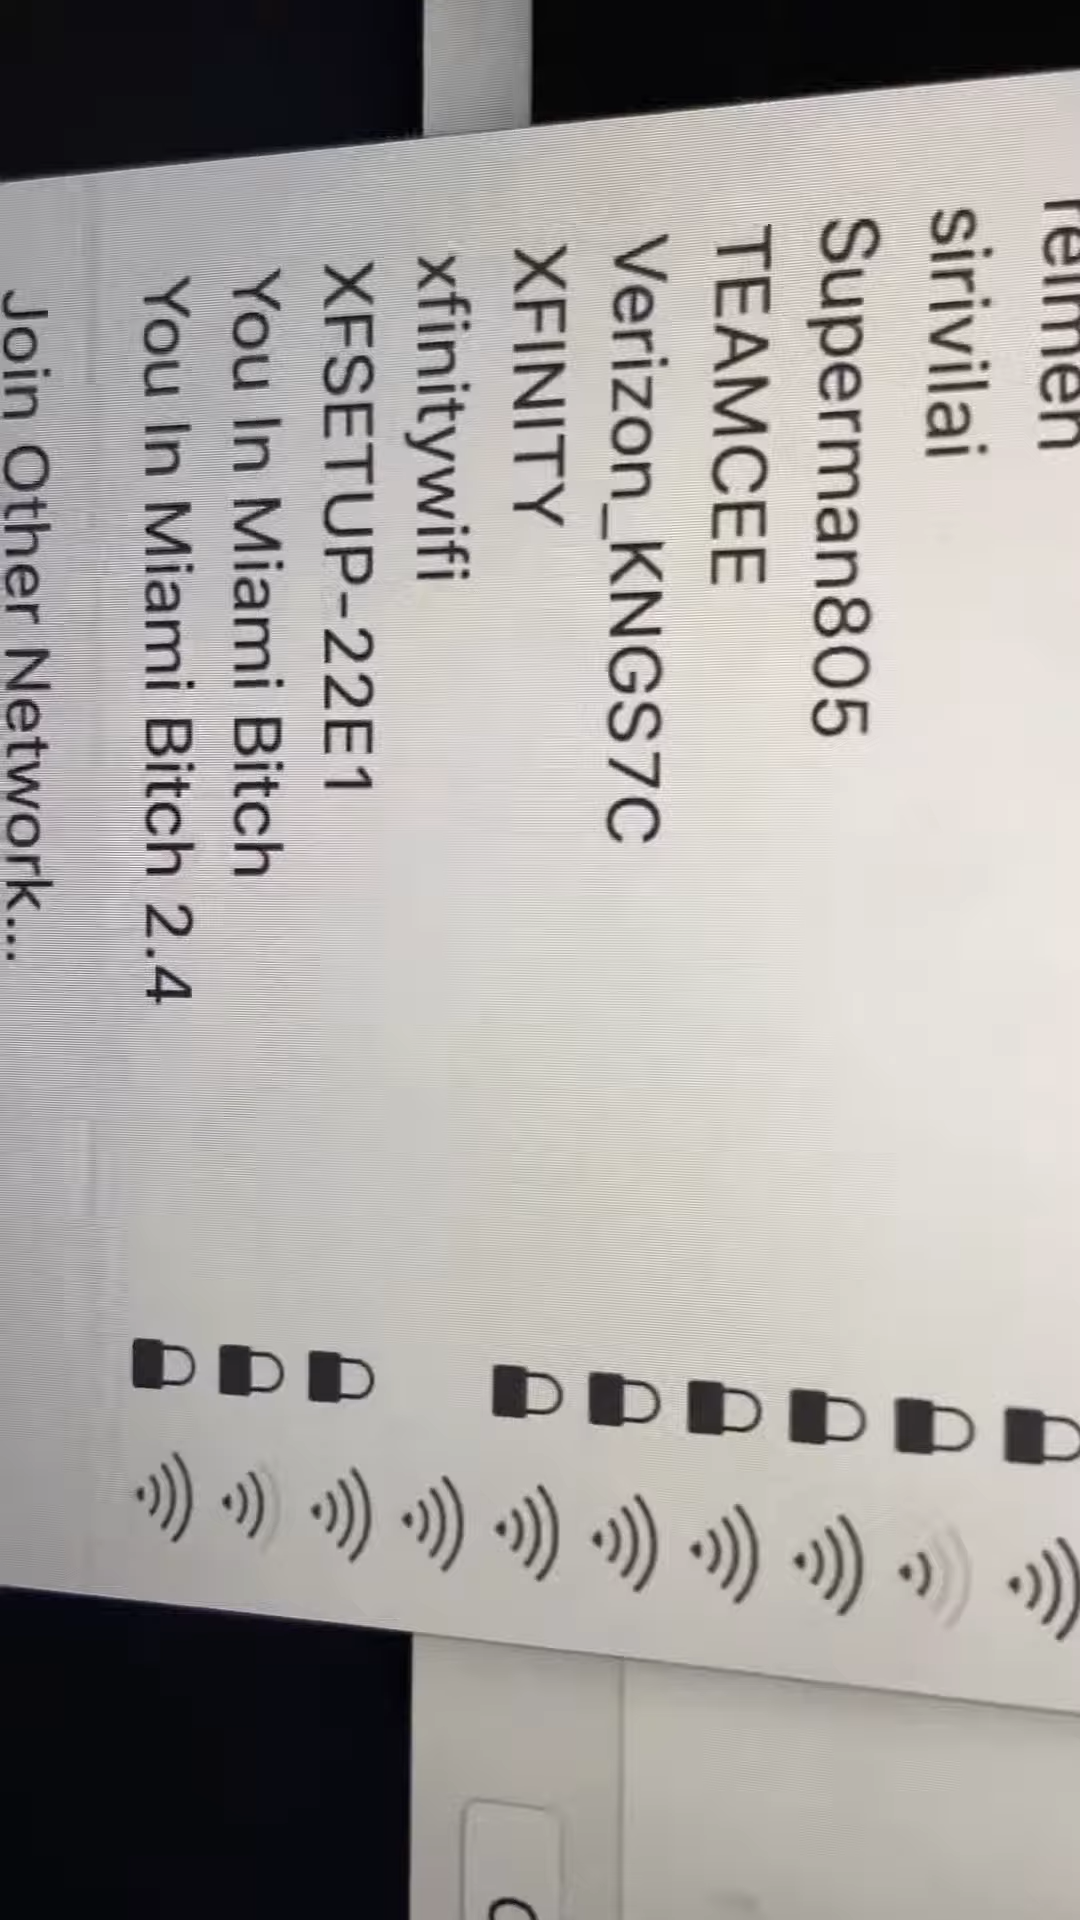 sirivilai
Superman805
TEAMCEE
Verizon_KNGS7C
XFINITY
xfinitywifi
XFSETUP-22E1
You In Miami Bitch
You In Miami Bitch 2.4
Join Other Network...